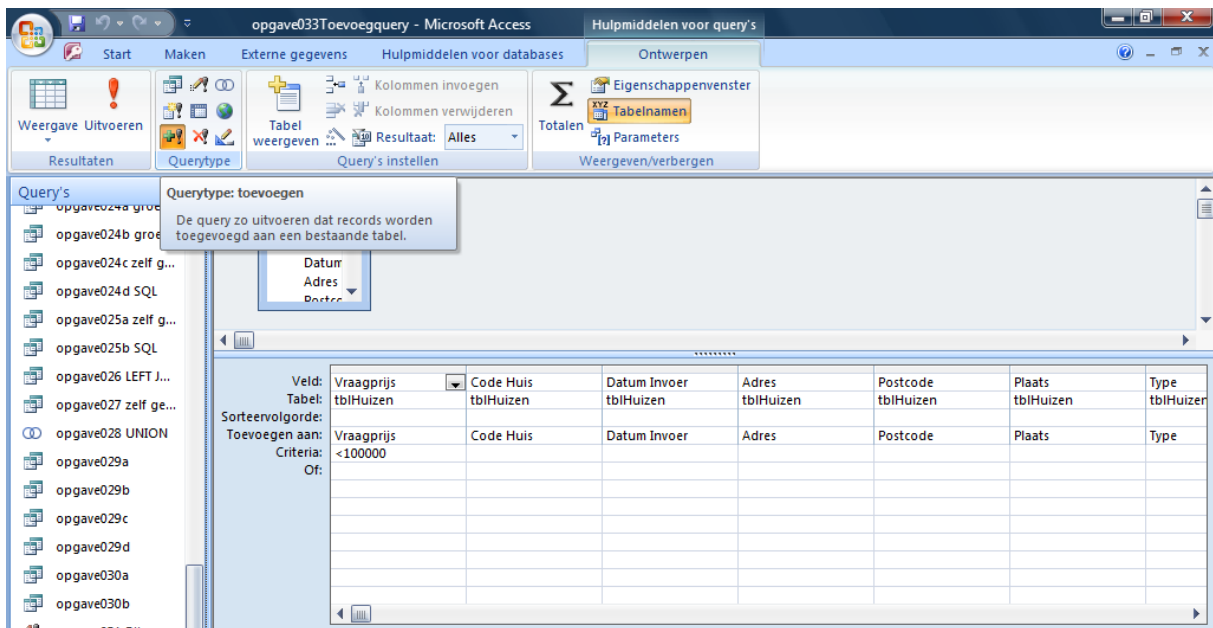 opgave033Toevoegquery - Microsoft Access
Hulpmiddelen voor query's
Start Maken Externe gegevens Hulpmiddelen voor databases Ontwerpen
Weergave Uitvoeren
Resultaten
Querytype
Tabel weergeven
Kolommen invoegen
Kolommen verwijderen
Resultaat: Alles
Query's instellen
Totalen
Eigenschappenvenster
Tabelnamen
Parameters
Weergeven/verbergen
Query's
Querytype: toevoegen
De query zo uitvoeren dat records worden
toegevoegd aan een bestaande tabel.
opgave024a groe
opgave024b groe
opgave024c zelf g...
opgave024d SQL
opgave025a zelf g...
opgave025b SQL
opgave026 LEFT J...
opgave027 zelf ge...
opgave028 UNION
opgave029a
opgave029b
opgave029c
opgave029d
opgave030a
opgave030b
Datum
Adres
Postco
Veld: Vraagprijs Code Huis Datum Invoer Adres Postcode Plaats Type
Tabel: tblHuizen tblHuizen tblHuizen tblHuizen tblHuizen tblHuizen tblHuizen
Sorteervolgorde:
Toevoegen aan: Vraagprijs Code Huis Datum Invoer Adres Postcode Plaats Type
Criteria: <100000
Of: